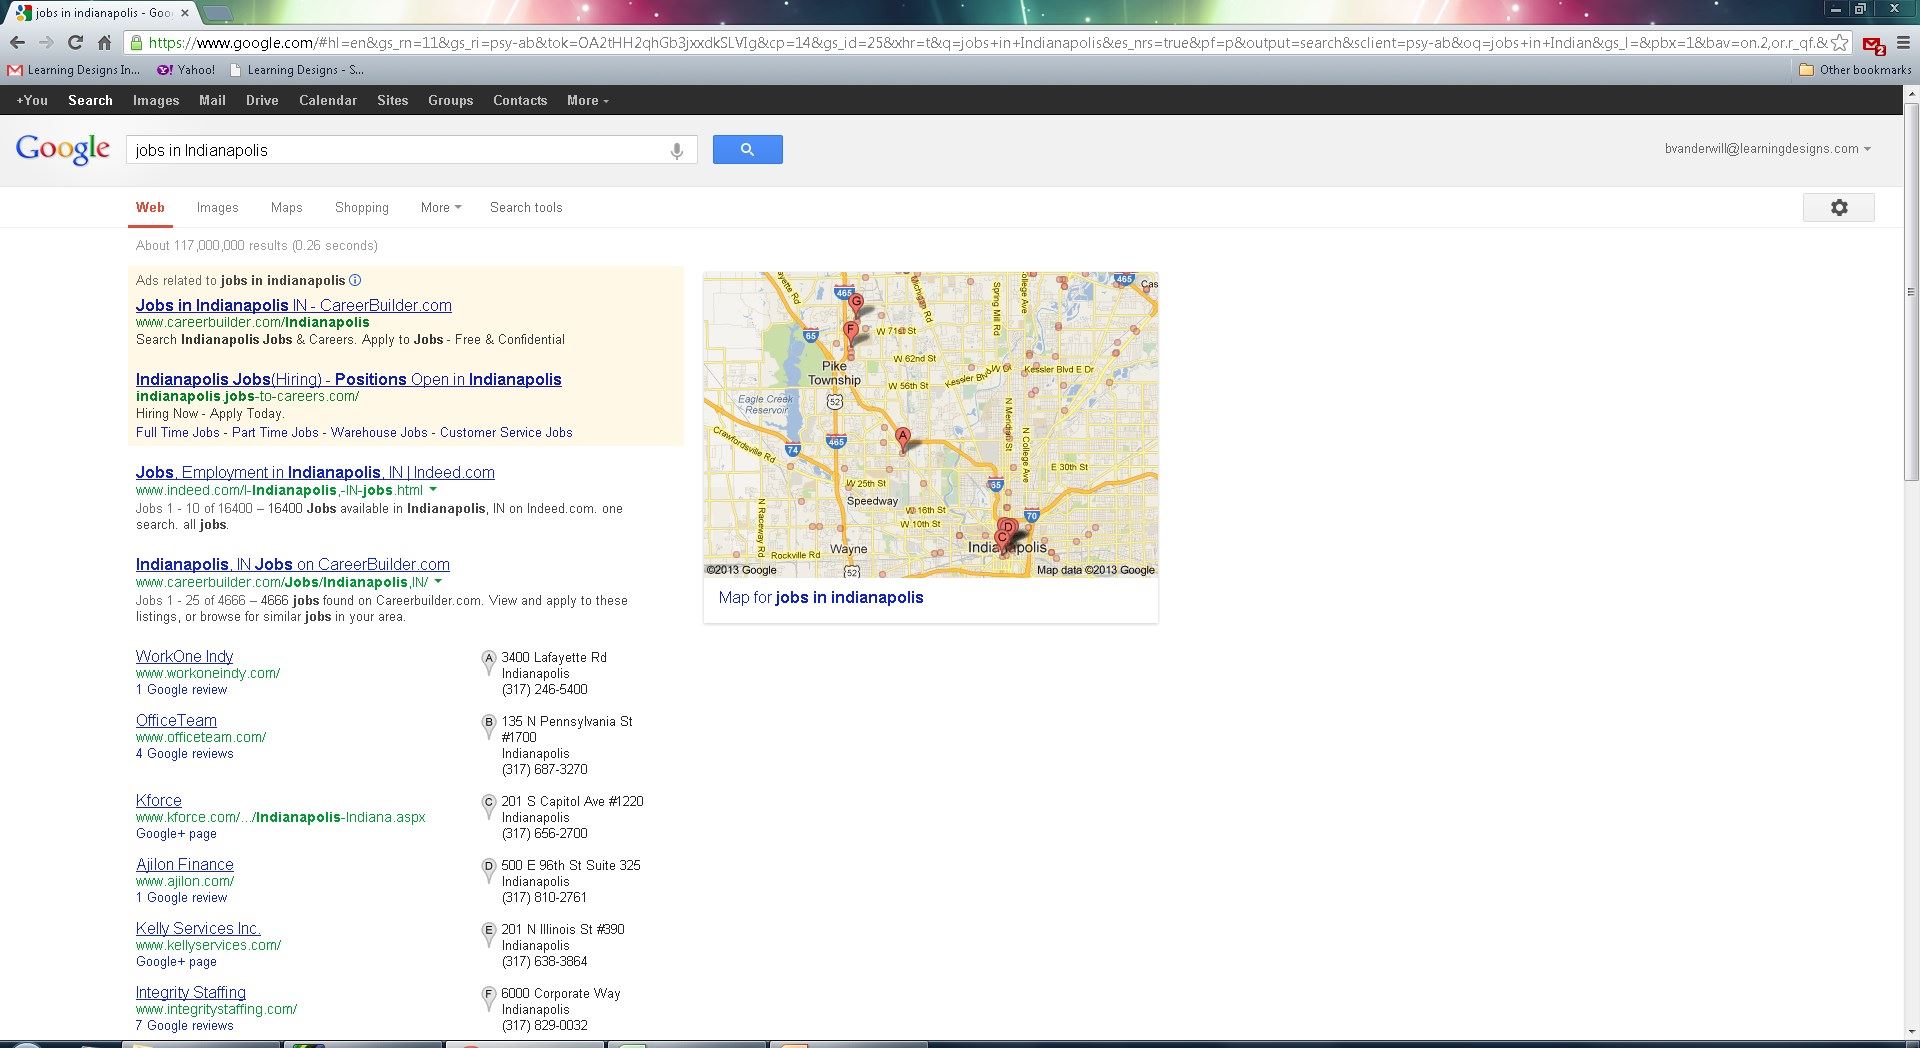 jobs in indianapolis - Goo
https://www.google.com/#hl=en&gs_rn=11&gs_ri=psy-ab&tok=OA2tHH2qhGb3jxxdkSLVIg&cp=14&gs_id=25&xhr=t&q=jobs+in+Indianapolis&es_nrs=true&pf=p&output=search&sclient=psy-ab&oq=jobs+in+Indian&gs_l=&pbx=1&bav=on.2,or.r_qf.&
2
Learning Designs In... Yahoo! Learning Designs - S... Other bookmarks
+You Search Images Mail Drive Calendar Sites Groups Contacts More
Google jobs in Indianapolis bvanderwill@learningdesigns.com
Web Images Maps Shopping More Search tools
About 117,000,000 results (0.26 seconds)
Ads related to jobs in indianapolis
Jobs in Indianapolis IN - CareerBuilder.com
www.careerbuilder.com/Indianapolis
Search Indianapolis Jobs & Careers. Apply to Jobs - Free & Confidential
Indianapolis Jobs(Hiring) - Positions Open in Indianapolis
indianapolis.jobs-to-careers.com/
Hiring Now - Apply Today.
Full Time Jobs - Part Time Jobs - Warehouse Jobs - Customer Service Jobs
Jobs, Employment in Indianapolis, IN | Indeed.com
www.indeed.com/l-Indianapolis,-IN-jobs.html
Jobs 1 - 10 of 16400 – 16400 Jobs available in Indianapolis, IN on Indeed.com. one
search. all jobs.
Indianapolis, IN Jobs on CareerBuilder.com
www.careerbuilder.com/Jobs/Indianapolis,IN/
Jobs 1 - 25 of 4666 – 4666 jobs found on Careerbuilder.com. View and apply to these
listings, or browse for similar jobs in your area.
WorkOne Indy
www.workoneindy.com/
1 Google review
A 3400 Lafayette Rd
Indianapolis
(317) 246-5400
OfficeTeam
www.officeteam.com/
4 Google reviews
B 135 N Pennsylvania St
#1700
Indianapolis
(317) 687-3270
Kforce
www.kforce.com/.../Indianapolis-Indiana.aspx
Google+ page
C 201 S Capitol Ave #1220
Indianapolis
(317) 656-2700
Ajilon Finance
www.ajilon.com/
1 Google review
D 500 E 96th St Suite 325
Indianapolis
(317) 810-2761
Kelly Services Inc.
www.kellyservices.com/
Google+ page
E 201 N Illinois St #390
Indianapolis
(317) 638-3864
Integrity Staffing
www.integritystaffing.com/
7 Google reviews
F 6000 Corporate Way
Indianapolis
(317) 829-0032
ayette Rd
Michigan Rd
Spring Mill Rd
College Ave
465
Cas
465
G
F
65
W 71st St
Pike
Township
W 62nd St
Kessler Blvd W
Kessler Blvd E Dr
W 56th St
52
Eagle Creek
Reservoir
N Meridian St
N College Ave
Crawfordsville Rd
74
465
A
E 30th St
W 25th St
65
Speedway
N Raceway Rd
W 16th St
W 10th St
70
D
C
Indianapolis
Wayne
Rockville Rd
52
©2013 Google
Map data ©2013 Google
Map for jobs in indianapolis